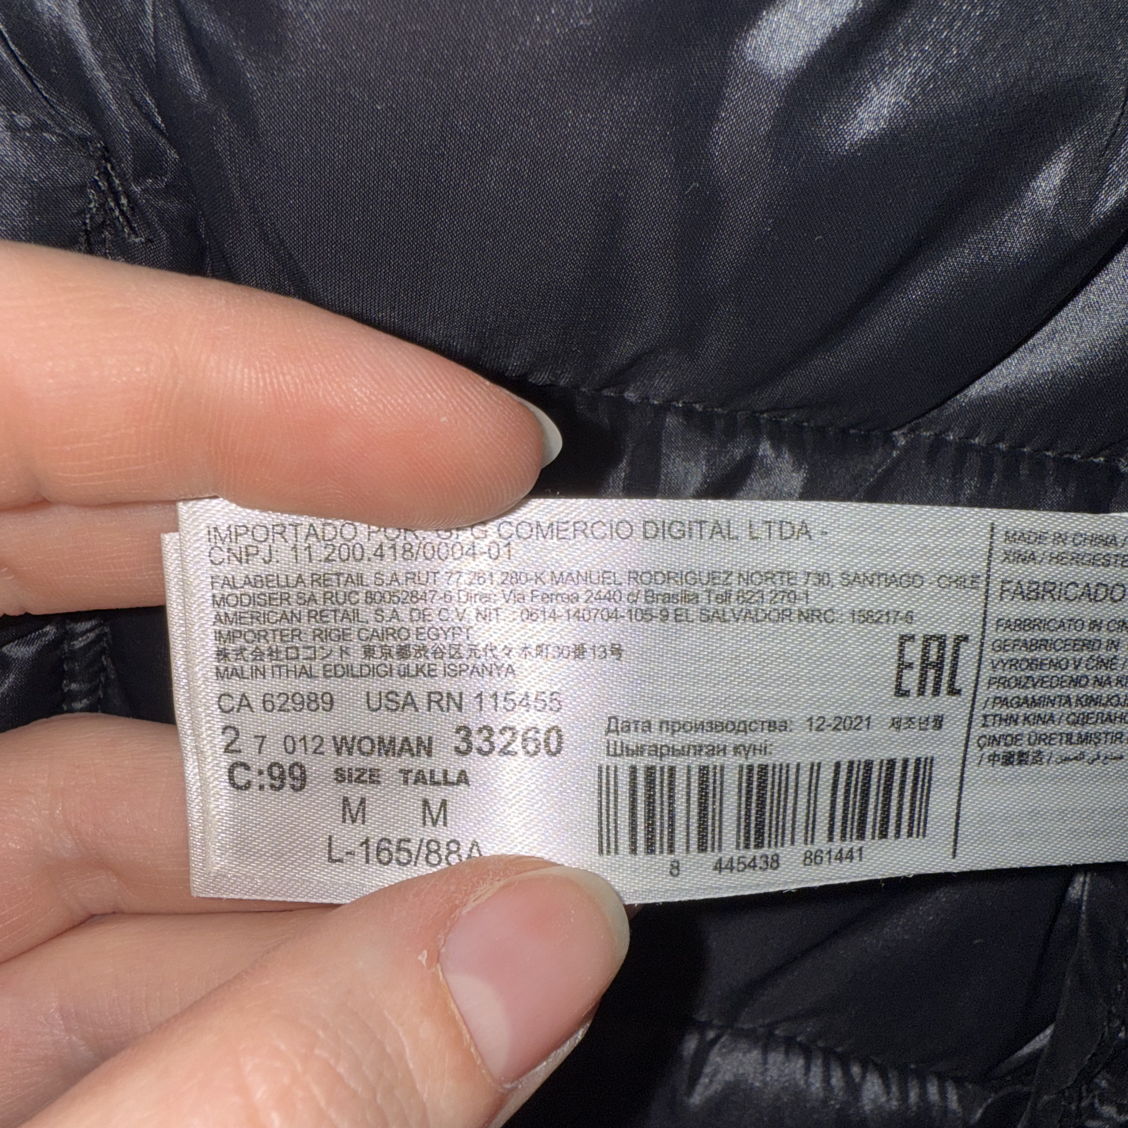 IMPORTADO POR: GFG COMERCIO DIGITAL LTDA -
CNPJ. 11.200.418/0004-01
FALABELLA RETAIL S.A.RUT 77.261.280-K MANUEL RODRIGUEZ NORTE 730, SANTIAGO -CHILE
MODISER SA RUC 80052847-6 Direc. Via Ferrea 2440 c/ Brasilia Telf 623 270-1
AMERICAN RETAIL, S.A. DE C.V. NIT : 0614-140704-105-9 EL SALVADOR NRC : 158217-6
IMPORTER: RIGE CAIRO EGYPT
株式会社ロコンド 東京都渋谷区元代々木町30番13号
MALIN ITHAL EDILDIGI üLKE ISPANYA
EAC
CA 62989 USA RN 115455
2 7 012 WOMAN 33260
C:99 SIZE TALLA
M M
L-165/88A
Дата производства: 12-2021 제조년월
Шығарылған күні:
8 445438 861441
MADE IN CHINA /
XINA / HERGESTE
FABRICADO
FABBRICATO IN CIN
GEFABRICEERD IN
VYROBENO V ČÍNĚ /
PROIZVEDENO NA KI
/ PAGAMINTA KINIJOJ
ΣΤΗΝ ΚΙΝΑ / СДЕЛАНО
ÇIN'DE ÜRETILMIŞTIR
/ 中國製造 /